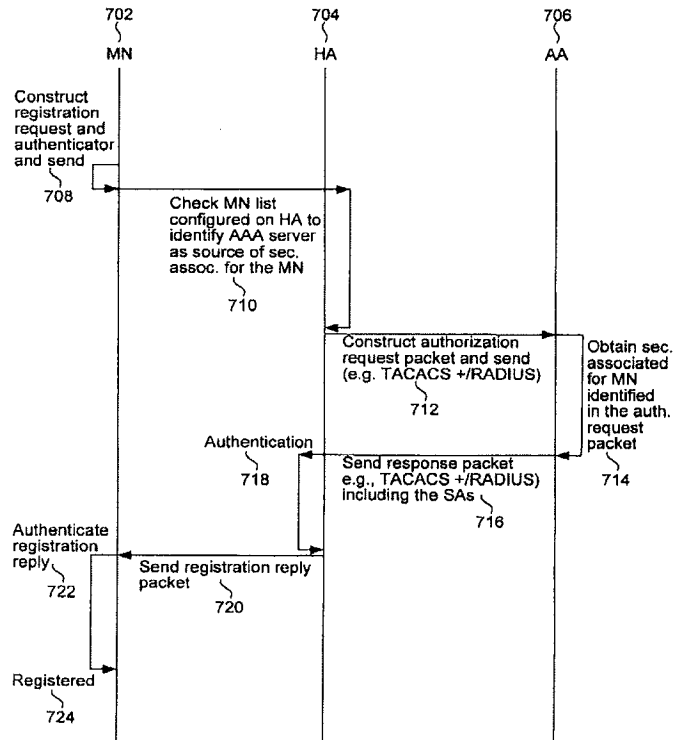 702
704
706
MN
HA
AA
Construct
registration
request and
authenticator
and send
708
Check MN list
configured on HA to
identify AAA server
as source of sec.
assoc. for the MN
710
Construct authorization
request packet and send
(e.g. TACACS +/RADIUS)
712
Obtain sec.
associated
for MN
identified
in the auth.
request
packet
714
Authentication
718
Send response packet
e.g., TACACS +/RADIUS)
including the SAs
716
Authenticate
registration
reply
722
Send registration reply
packet
720
Registered
724